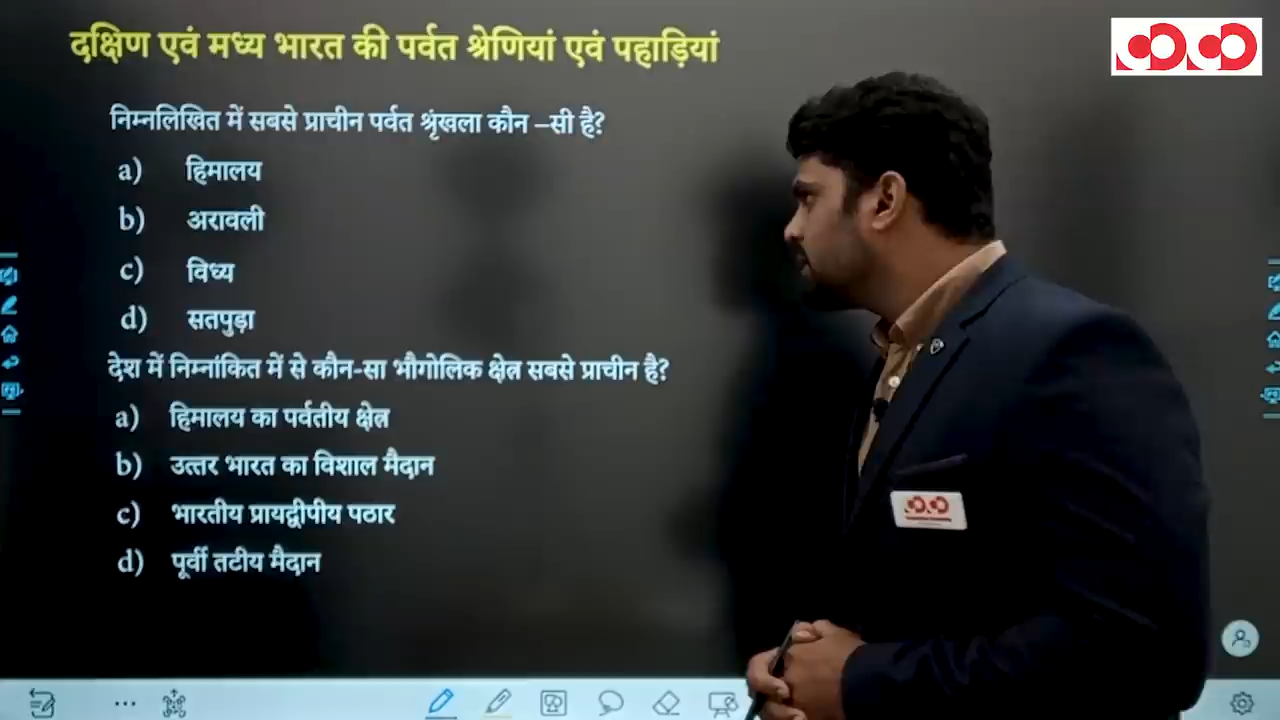 दक्षिण एवं मध्य भारत की पर्वत श्रेणियां एवं पहाड़ियां
निम्नलिखित में सबसे प्राचीन पर्वत श्रृंखला कौन –सी है?
a) हिमालय
b) अरावली
c) विध्य
d) सतपुड़ा
देश में निम्नांकित में से कौन-सा भौगोलिक क्षेत्र सबसे प्राचीन है?
a) हिमालय का पर्वतीय क्षेत्र
b) उत्तर भारत का विशाल मैदान
c) भारतीय प्रायद्वीपीय पठार
d) पूर्वी तटीय मैदान